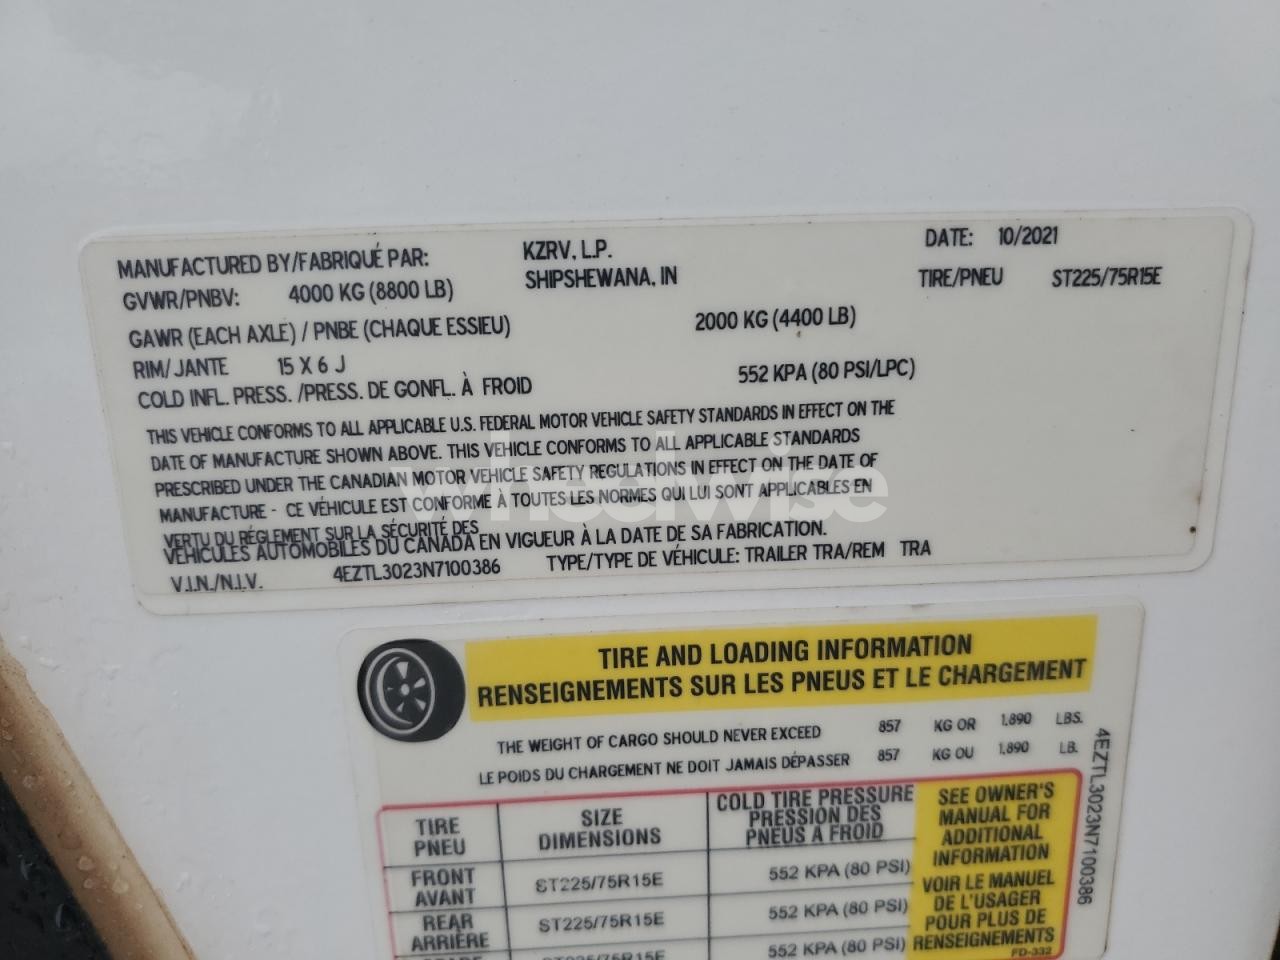 MANUFACTURED BY/FABRIQUÉ PAR: KZRV, L.P. DATE: 10/2021
SHIPSHEWANA, IN TIRE/PNEU ST225/75R15E
GVWR/PNBV: 4000 KG (8800 LB)
GAWR (EACH AXLE) / PNBE (CHAQUE ESSIEU) 2000 KG (4400 LB)
RIM/JANTE 15 X 6 J
COLD INFL. PRESS. /PRESS. DE GONFL. À FROID 552 KPA (80 PSI/LPC)
THIS VEHICLE CONFORMS TO ALL APPLICABLE U.S. FEDERAL MOTOR VEHICLE SAFETY STANDARDS IN EFFECT ON THE
DATE OF MANUFACTURE SHOWN ABOVE. THIS VEHICLE CONFORMS TO ALL APPLICABLE STANDARDS
PRESCRIBED UNDER THE CANADIAN MOTOR VEHICLE SAFETY REGULATIONS IN EFFECT ON THE DATE OF
MANUFACTURE - CE VÉHICULE EST CONFORME À TOUTES LES NORMES QUI LUI SONT APPLICABLES EN
VERTU DU RÉGLEMENT SUR LA SÉCURITÉ DES
VÉHICULES AUTOMOBILES DU CANADA EN VIGUEUR À LA DATE DE SA FABRICATION.
V.I.N./N.I.V. 4EZTL3023N7100386 TYPE/TYPE DE VÉHICULE: TRAILER TRA/REM TRA
wheelwise
TIRE AND LOADING INFORMATION
RENSEIGNEMENTS SUR LES PNEUS ET LE CHARGEMENT
THE WEIGHT OF CARGO SHOULD NEVER EXCEED 857 KG OR 1,890 LBS.
LE POIDS DU CHARGEMENT NE DOIT JAMAIS DÉPASSER 857 KG OU 1,890 LB.
TIRE
PNEU
SIZE
DIMENSIONS
COLD TIRE PRESSURE
PRESSION DES
PNEUS A FROID
FRONT
AVANT
ST225/75R15E
552 KPA (80 PSI)
REAR
ARRIÈRE
ST225/75R15E
552 KPA (80 PSI)
ST225/75R15E
552 KPA (80 PSI)
SEE OWNER'S
MANUAL FOR
ADDITIONAL
INFORMATION
VOIR LE MANUEL
DE L'USAGER
POUR PLUS DE
RENSEIGNEMENTS
FD-332
4EZTL3023N7100386